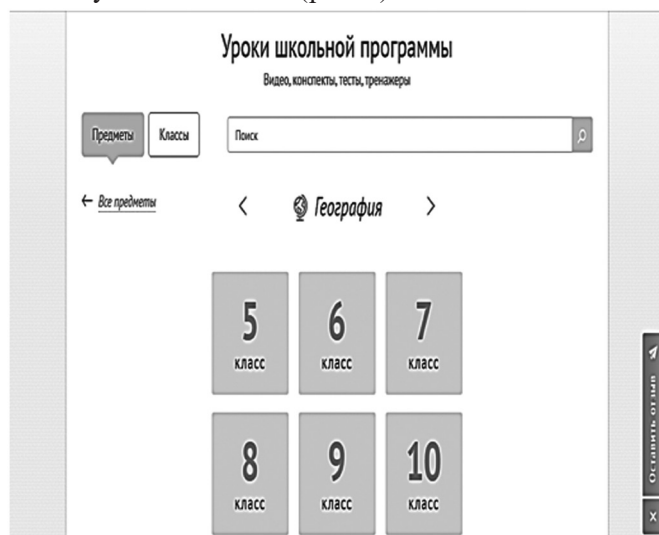 Уроки школьной программы
Видео, конспекты, тесты, тренажеры
Предметы Классы Поиск
← Все предметы < География >
5 6 7
класс класс класс
8 9 10
класс класс класс
Оставить отзыв
x